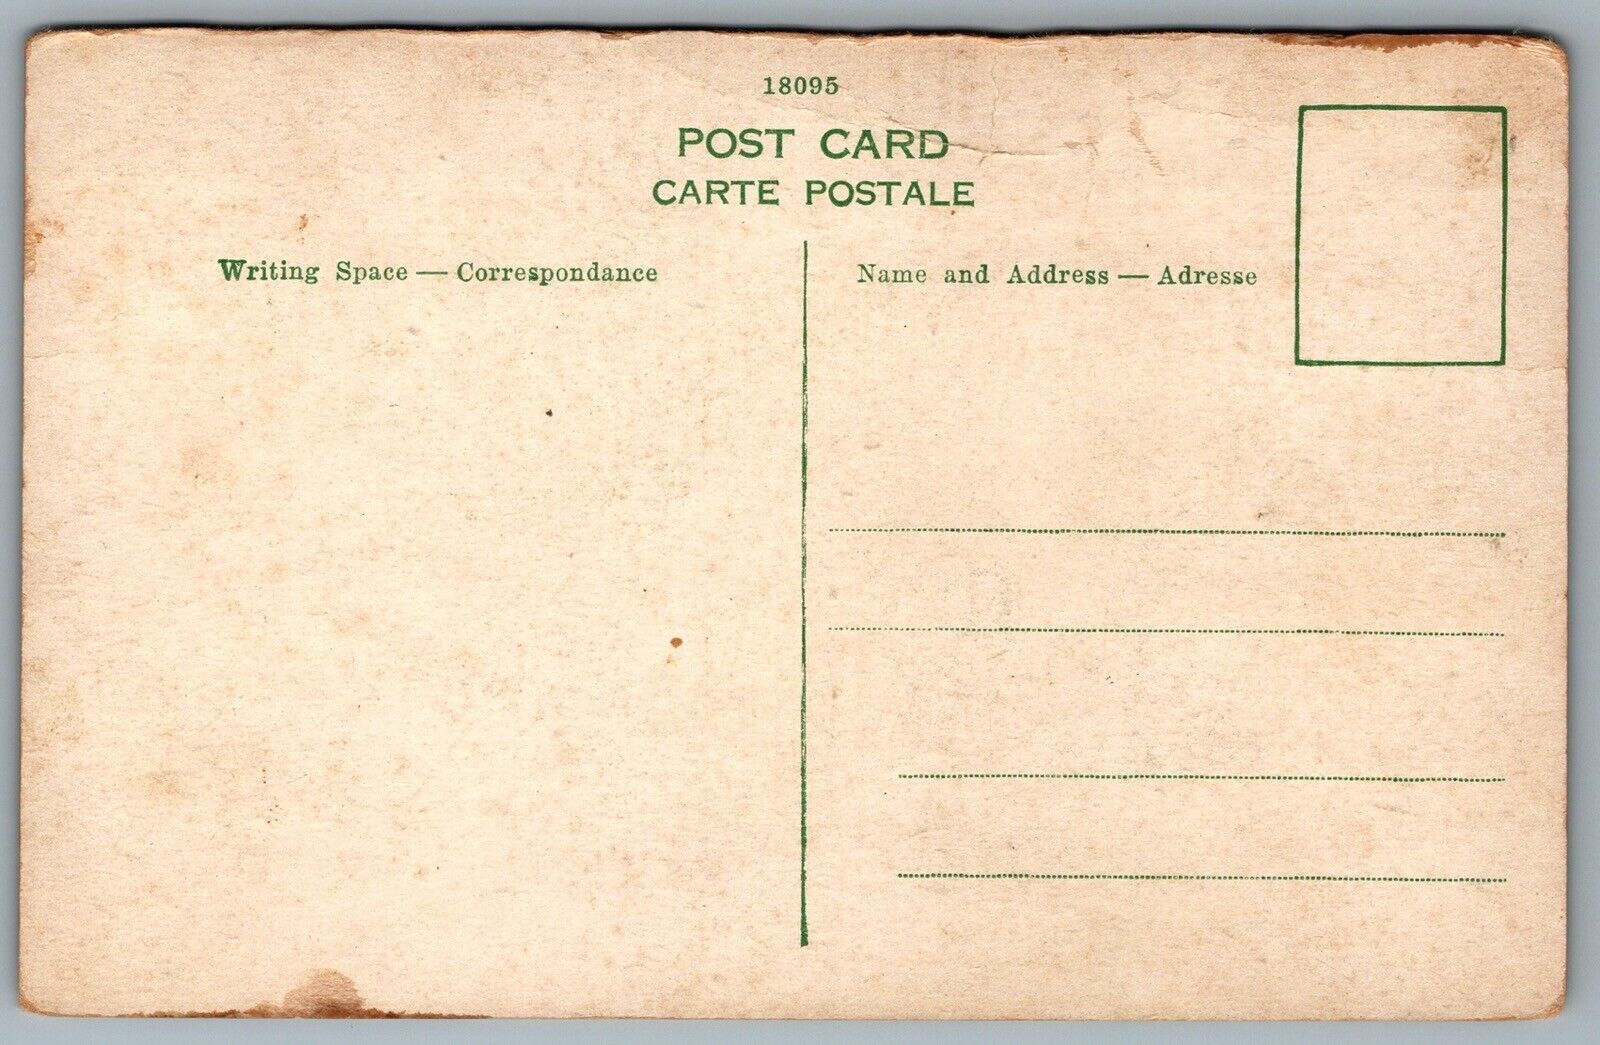 18095
POST CARD
CARTE POSTALE
Writing Space — Correspondance
Name and Address — Adresse